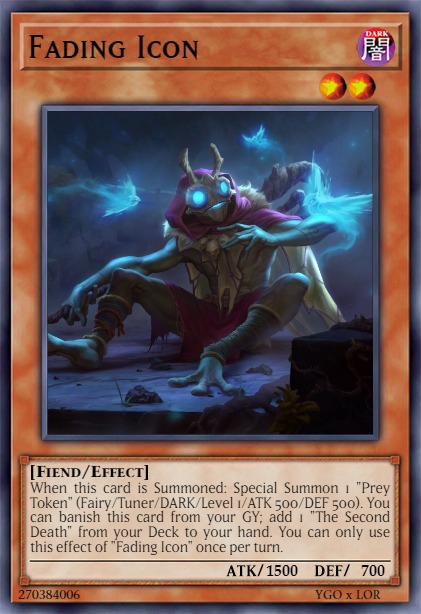 Fading Icon
DARK
闇
[Fiend/Effect]
When this card is Summoned: Special Summon 1 "Prey
Token" (Fairy/Tuner/DARK/Level 1/ATK 500/DEF 500). You
can banish this card from your GY; add 1 "The Second
Death" from your Deck to your hand. You can only use
this effect of "Fading Icon" once per turn.
ATK/1500 DEF/ 700
270384006 YGO x LOR